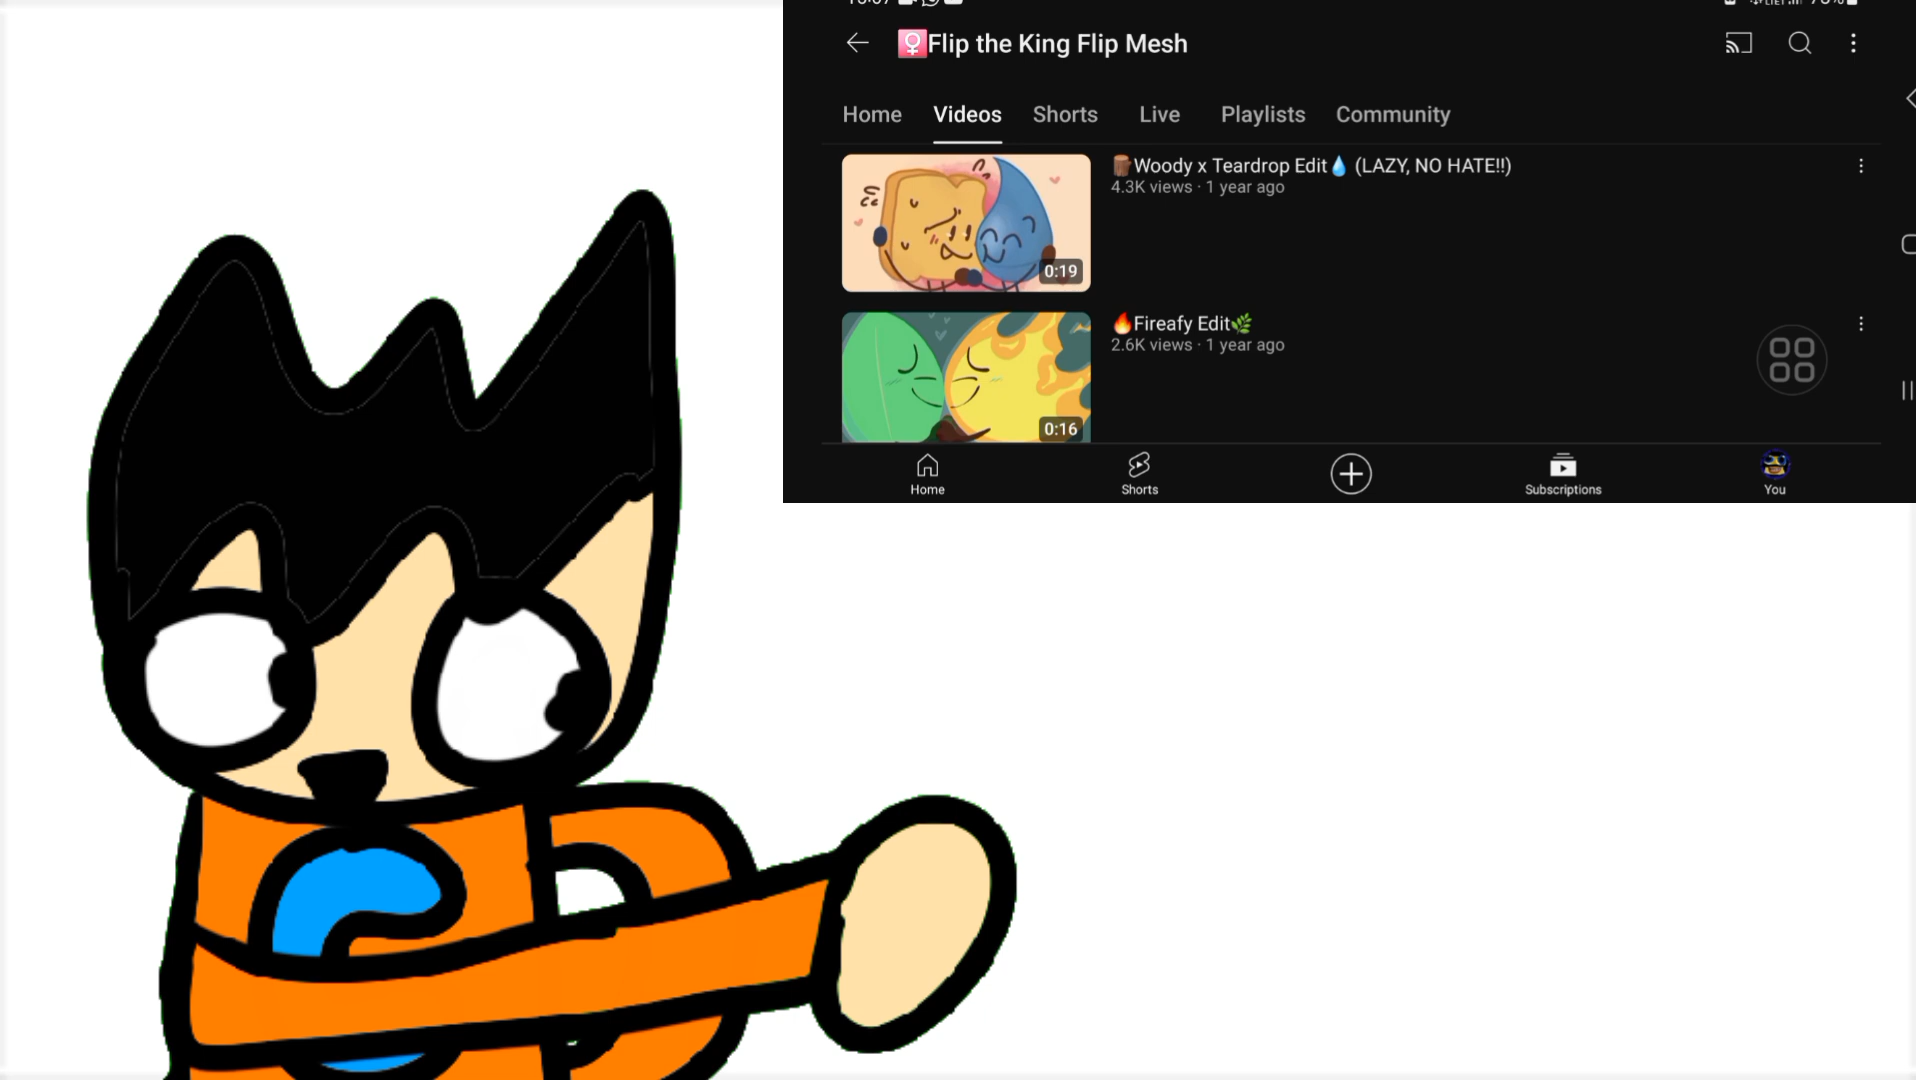 Flip the King Flip Mesh
Home Videos Shorts Live Playlists Community
Woody x Teardrop Edit💧 (LAZY, NO HATE!!)
4.3K views · 1 year ago
0:19
🔥Fireafy Edit🌿
2.6K views · 1 year ago
0:16
Home Shorts Subscriptions You